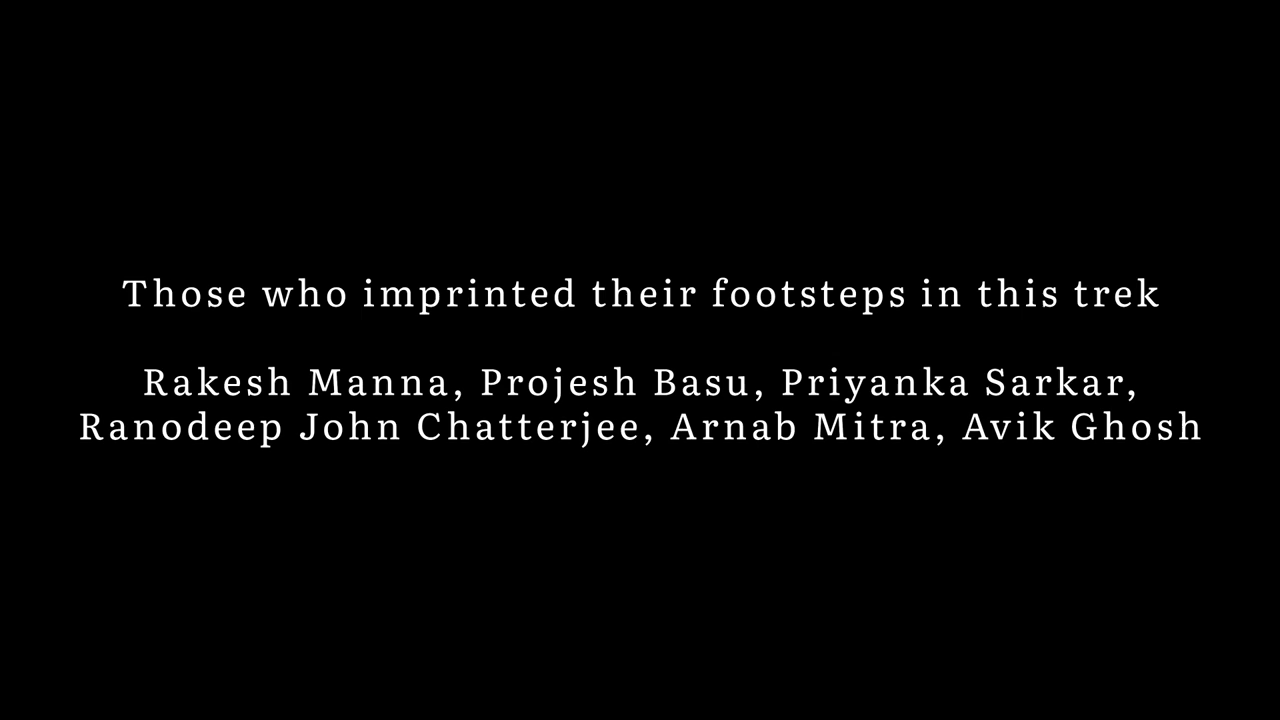 Those who imprinted their footsteps in this trek
Rakesh Manna, Projesh Basu, Priyanka Sarkar,
Ranodeep John Chatterjee, Arnab Mitra, Avik Ghosh